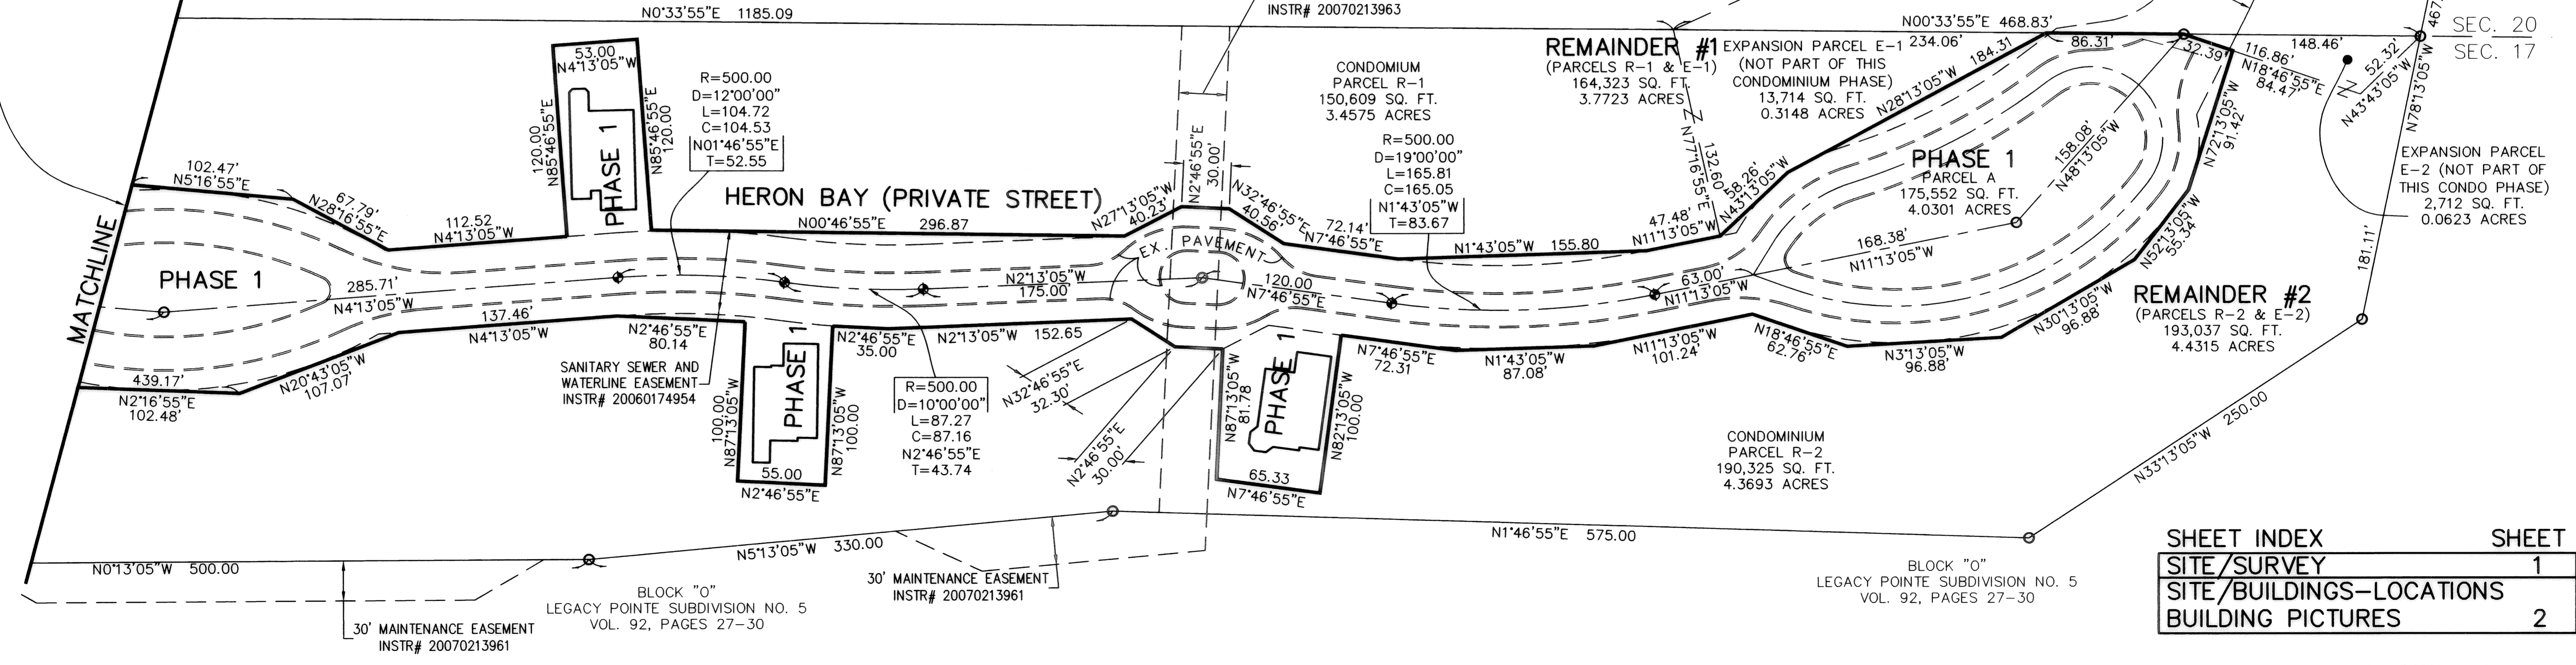 N0°33'55"E 1185.09
INSTR# 20070213963
N00°33'55"E 468.83'
467.
SEC. 20
SEC. 17
148.46'
52.32'
N43°43'05"W
N78°13'05"W
181.11'
116.86'
N18°46'55"E
84.47'
32.39'
86.31'
N28°13'05"W 184.31
REMAINDER #1
(PARCELS R-1 & E-1)
164,323 SQ. FT.
3.7723 ACRES
EXPANSION PARCEL E-1
234.06'
(NOT PART OF THIS
CONDOMINIUM PHASE)
13,714 SQ. FT.
0.3148 ACRES
CONDOMIUM
PARCEL R-1
150,609 SQ. FT.
3.4575 ACRES
53.00
N4°13'05"W
120.00
N85°46'55"E
PHASE 1
N85°46'55"E
120.00
R=500.00
D=12°00'00"
L=104.72
C=104.53
N01°46'55"E
T=52.55
R=500.00
D=19°00'00"
L=165.81
C=165.05
N1°43'05"W
T=83.67
N77°16'55"E
132.60'
58.26'
N43°13'05"W
PHASE 1
PARCEL A
175,552 SQ. FT.
4.0301 ACRES
158.08'
N48°13'05"W
N72°13'05"W
91.42'
EXPANSION PARCEL
E-2 (NOT PART OF
THIS CONDO PHASE)
2,712 SQ. FT.
0.0623 ACRES
102.47'
N5°16'55"E
67.79'
N28°16'55"E
112.52
N4°13'05"W
HERON BAY (PRIVATE STREET)
N00°46'55"E 296.87
N27°13'05"W
40.23'
N2°46'55"E
30.00'
N32°46'55"E
40.56'
72.14'
N7°46'55"E
N1°43'05"W 155.80
47.48'
N11°13'05"W
168.38'
N11°13'05"W
N52°13'05"W
55.34'
EX. PAVEMENT
MATCHLINE
PHASE 1
285.71'
N4°13'05"W
N2°13'05"W
175.00'
120.00
N7°46'55"E
63.00'
N11°13'05"W
REMAINDER #2
(PARCELS R-2 & E-2)
193,037 SQ. FT.
4.4315 ACRES
N30°13'05"W
96.88'
137.46'
N4°13'05"W
N2°46'55"E
80.14
N2°46'55"E
35.00
N2°13'05"W 152.65
N7°46'55"E
72.31
N1°43'05"W
87.08'
N11°13'05"W
101.24'
N18°46'55"E
62.76'
N3°13'05"W
96.88'
439.17'
N2°16'55"E
102.48'
N20°43'05"W
107.07'
SANITARY SEWER AND
WATERLINE EASEMENT
INSTR# 20060174954
100.00
N87°13'05"W
PHASE 1
N87°13'05"W
100.00
55.00
N2°46'55"E
R=500.00
D=10°00'00"
L=87.27
C=87.16
N2°46'55"E
T=43.74
N32°46'55"E
32.30'
N2°46'55"E
30.00'
N87°13'05"W
81.78
PHASE 1
N82°13'05"W
100.00
65.33
N7°46'55"E
CONDOMINIUM
PARCEL R-2
190,325 SQ. FT.
4.3693 ACRES
N33°13'05"W 250.00
N0°13'05"W 500.00
N5°13'05"W 330.00
N1°46'55"E 575.00
30' MAINTENANCE EASEMENT
INSTR# 20070213961
BLOCK "O"
LEGACY POINTE SUBDIVISION NO. 5
VOL. 92, PAGES 27-30
30' MAINTENANCE EASEMENT
INSTR# 20070213961
BLOCK "O"
LEGACY POINTE SUBDIVISION NO. 5
VOL. 92, PAGES 27-30
SHEET INDEX SHEET
SITE/SURVEY 1
SITE/BUILDINGS-LOCATIONS
BUILDING PICTURES 2